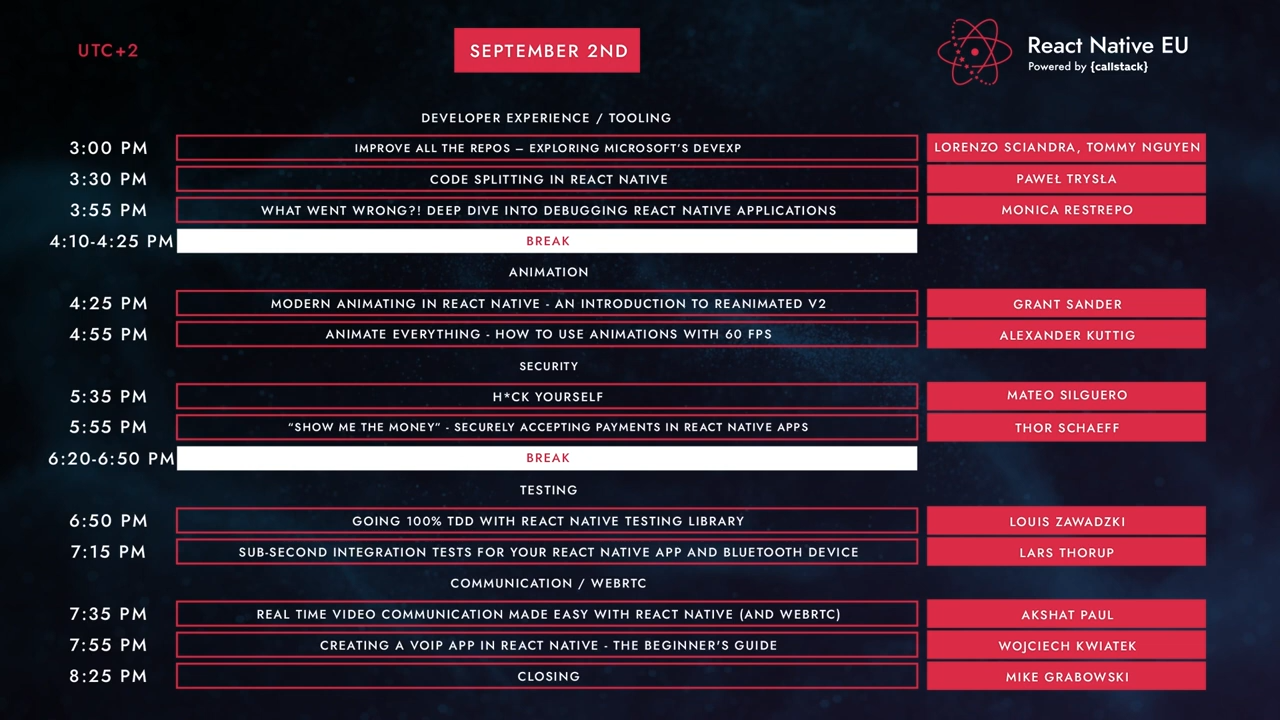 UTC+2
SEPTEMBER 2ND
React Native EU
Powered by {callstack}
DEVELOPER EXPERIENCE / TOOLING
3:00 PM IMPROVE ALL THE REPOS – EXPLORING MICROSOFT'S DEVEXP LORENZO SCIANDRA, TOMMY NGUYEN
3:30 PM CODE SPLITTING IN REACT NATIVE PAWEŁ TRYSŁA
3:55 PM WHAT WENT WRONG?! DEEP DIVE INTO DEBUGGING REACT NATIVE APPLICATIONS MONICA RESTREPO
4:10-4:25 PM BREAK
ANIMATION
4:25 PM MODERN ANIMATING IN REACT NATIVE - AN INTRODUCTION TO REANIMATED V2 GRANT SANDER
4:55 PM ANIMATE EVERYTHING - HOW TO USE ANIMATIONS WITH 60 FPS ALEXANDER KUTTIG
SECURITY
5:35 PM H*CK YOURSELF MATEO SILGUERO
5:55 PM “SHOW ME THE MONEY” - SECURELY ACCEPTING PAYMENTS IN REACT NATIVE APPS THOR SCHAEFF
6:20-6:50 PM BREAK
TESTING
6:50 PM GOING 100% TDD WITH REACT NATIVE TESTING LIBRARY LOUIS ZAWADZKI
7:15 PM SUB-SECOND INTEGRATION TESTS FOR YOUR REACT NATIVE APP AND BLUETOOTH DEVICE LARS THORUP
COMMUNICATION / WEBRTC
7:35 PM REAL TIME VIDEO COMMUNICATION MADE EASY WITH REACT NATIVE (AND WEBRTC) AKSHAT PAUL
7:55 PM CREATING A VOIP APP IN REACT NATIVE - THE BEGINNER'S GUIDE WOJCIECH KWIATEK
8:25 PM CLOSING MIKE GRABOWSKI